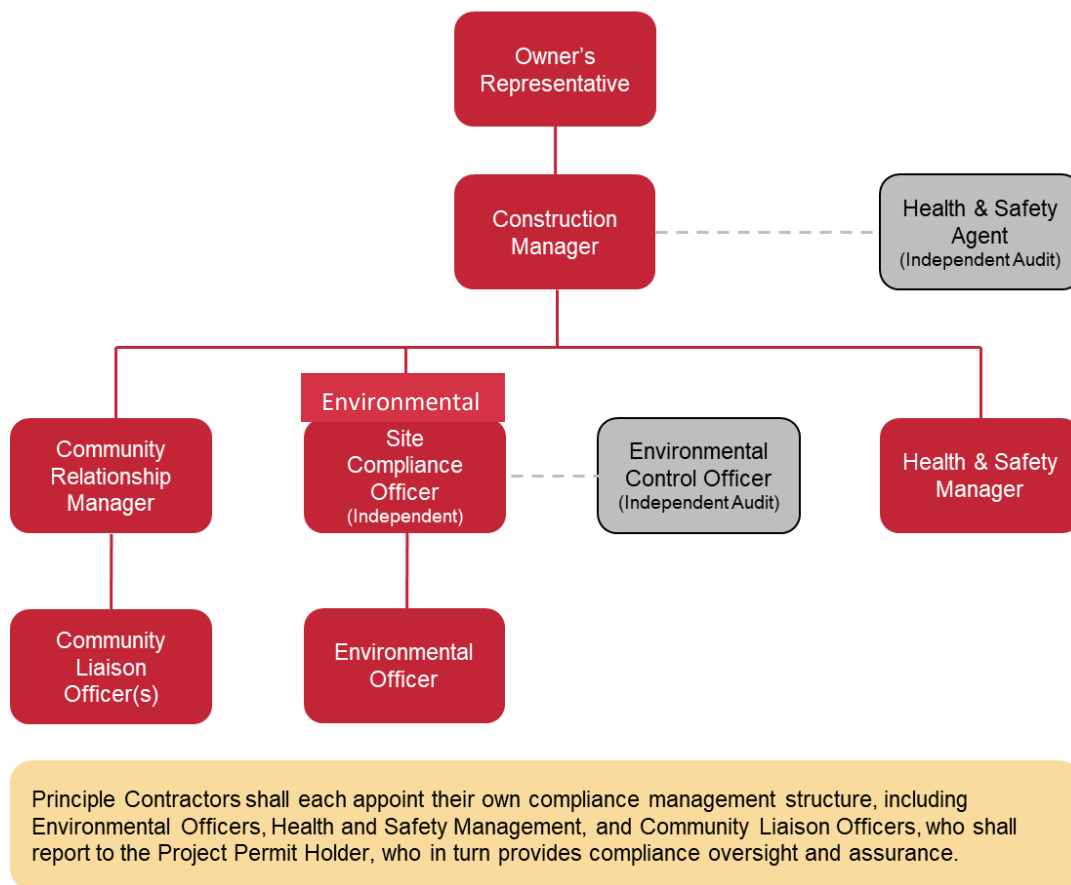 Owner's
Representative
Construction
Manager
Health & Safety
Agent
(Independent Audit)
Environmental
Community
Relationship
Manager
Site
Compliance
Officer
(Independent)
Environmental
Control Officer
(Independent Audit)
Health & Safety
Manager
Community
Liaison
Officer(s)
Environmental
Officer
Principle Contractors shall each appoint their own compliance management structure, including
Environmental Officers, Health and Safety Management, and Community Liaison Officers, who shall
report to the Project Permit Holder, who in turn provides compliance oversight and assurance.